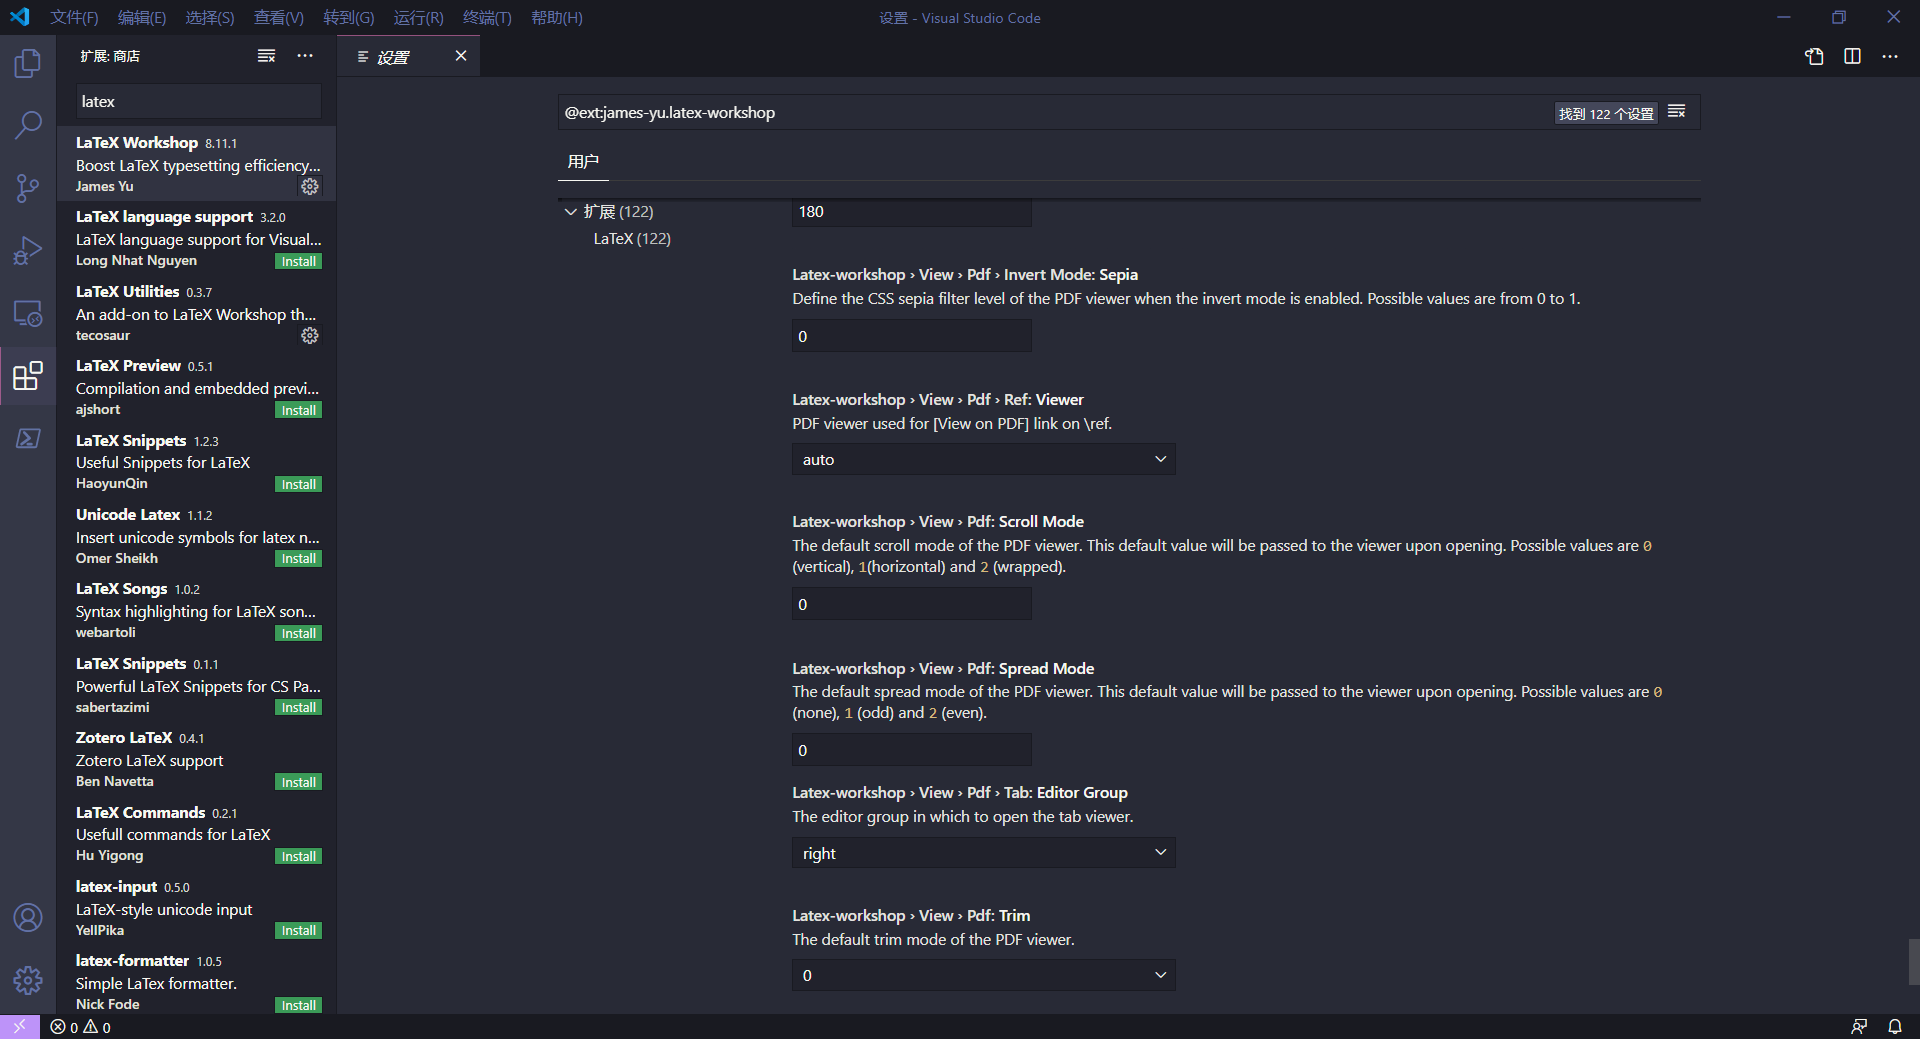 文件(F) 编辑(E) 选择(S) 查看(V) 转到(G) 运行(R) 终端(T) 帮助(H)
设置 - Visual Studio Code
扩展: 商店
latex
LaTeX Workshop 8.11.1
Boost LaTeX typesetting efficiency...
James Yu
LaTeX language support 3.2.0
LaTeX language support for Visual...
Long Nhat Nguyen Install
LaTeX Utilities 0.3.7
An add-on to LaTeX Workshop th...
tecosaur
LaTeX Preview 0.5.1
Compilation and embedded previ...
ajshort Install
LaTeX Snippets 1.2.3
Useful Snippets for LaTeX
HaoyunQin Install
Unicode Latex 1.1.2
Insert unicode symbols for latex n...
Omer Sheikh Install
LaTeX Songs 1.0.2
Syntax highlighting for LaTeX son...
webartoli Install
LaTeX Snippets 0.1.1
Powerful LaTeX Snippets for CS Pa...
sabertazimi Install
Zotero LaTeX 0.4.1
Zotero LaTeX support
Ben Navetta Install
LaTeX Commands 0.2.1
Usefull commands for LaTeX
Hu Yigong Install
latex-input 0.5.0
LaTeX-style unicode input
YellPika Install
latex-formatter 1.0.5
Simple LaTex formatter.
Nick Fode Install
设置
@ext:james-yu.latex-workshop
找到 122 个设置
用户
扩展 (122)
LaTeX (122)
180
Latex-workshop › View › Pdf › Invert Mode: Sepia
Define the CSS sepia filter level of the PDF viewer when the invert mode is enabled. Possible values are from 0 to 1.
0
Latex-workshop › View › Pdf › Ref: Viewer
PDF viewer used for [View on PDF] link on \ref.
auto
Latex-workshop › View › Pdf: Scroll Mode
The default scroll mode of the PDF viewer. This default value will be passed to the viewer upon opening. Possible values are 0
(vertical), 1(horizontal) and 2 (wrapped).
0
Latex-workshop › View › Pdf: Spread Mode
The default spread mode of the PDF viewer. This default value will be passed to the viewer upon opening. Possible values are 0
(none), 1 (odd) and 2 (even).
0
Latex-workshop › View › Pdf › Tab: Editor Group
The editor group in which to open the tab viewer.
right
Latex-workshop › View › Pdf: Trim
The default trim mode of the PDF viewer.
0
0 0